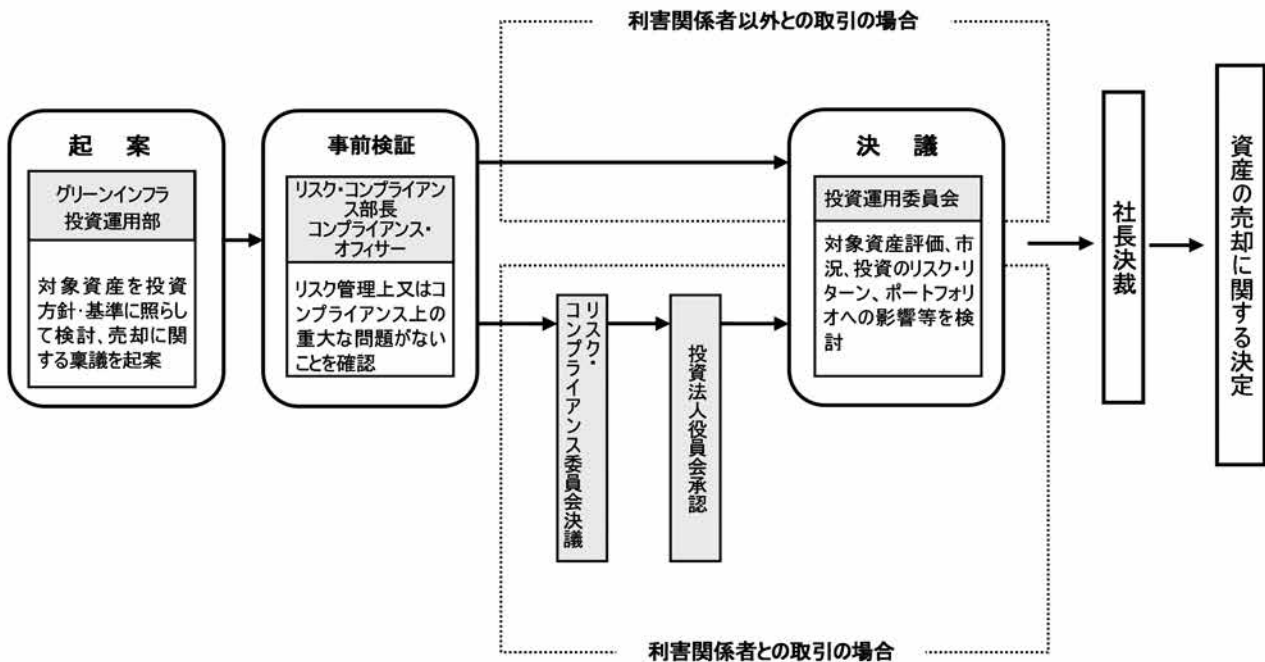 利害関係者以外との取引の場合
起　案
グリーンインフラ
投資運用部
対象資産を投資
方針・基準に照らし
て検討、売却に関
する稟議を起案
事前検証
リスク・コンプライアン
ス部長
コンプライアンス・
オフィサー
リスク管理上又はコ
ンプライアンス上の
重大な問題がない
ことを確認
リスク・
コンプライアンス委員会決議
投資法人役員会承認
決　議
投資運用委員会
対象資産評価、市
況、投資のリスク・リ
ターン、ポートフォリ
オへの影響等を検
討
社長決裁
資産の売却に関する決定
利害関係者との取引の場合